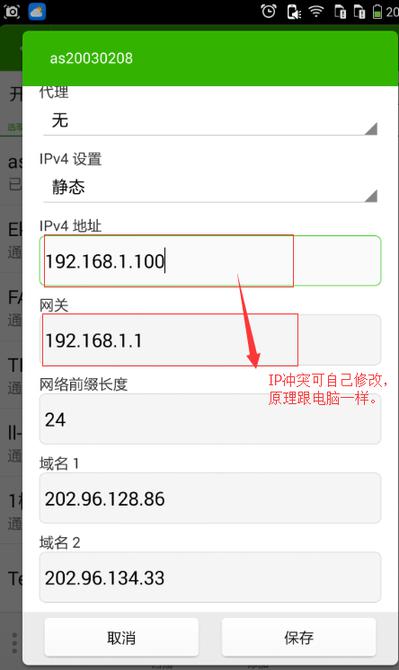 20
as20030208
代理
开
无
as
IPv4 设置
静态
IPv4 地址
192.168.1.100
网关
192.168.1.1
IP冲突可自己修改，
原理跟电脑一样。
网络前缀长度
24
域名 1
202.96.128.86
域名 2
202.96.134.33
取消
保存